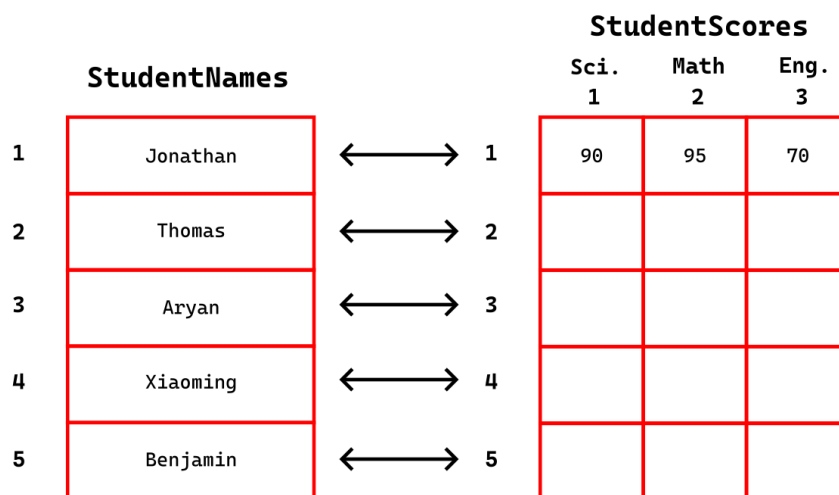 StudentScores
StudentNames
Sci. Math Eng.
1 2 3
1 Jonathan 1 90 95 70
2 Thomas 2
3 Aryan 3
4 Xiaoming 4
5 Benjamin 5